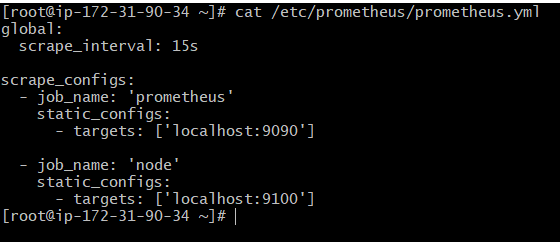 [root@ip-172-31-90-34 ~]# cat /etc/prometheus/prometheus.yml
global:
  scrape_interval: 15s

scrape_configs:
  - job_name: 'prometheus'
    static_configs:
      - targets: ['localhost:9090']

  - job_name: 'node'
    static_configs:
      - targets: ['localhost:9100']
[root@ip-172-31-90-34 ~]#